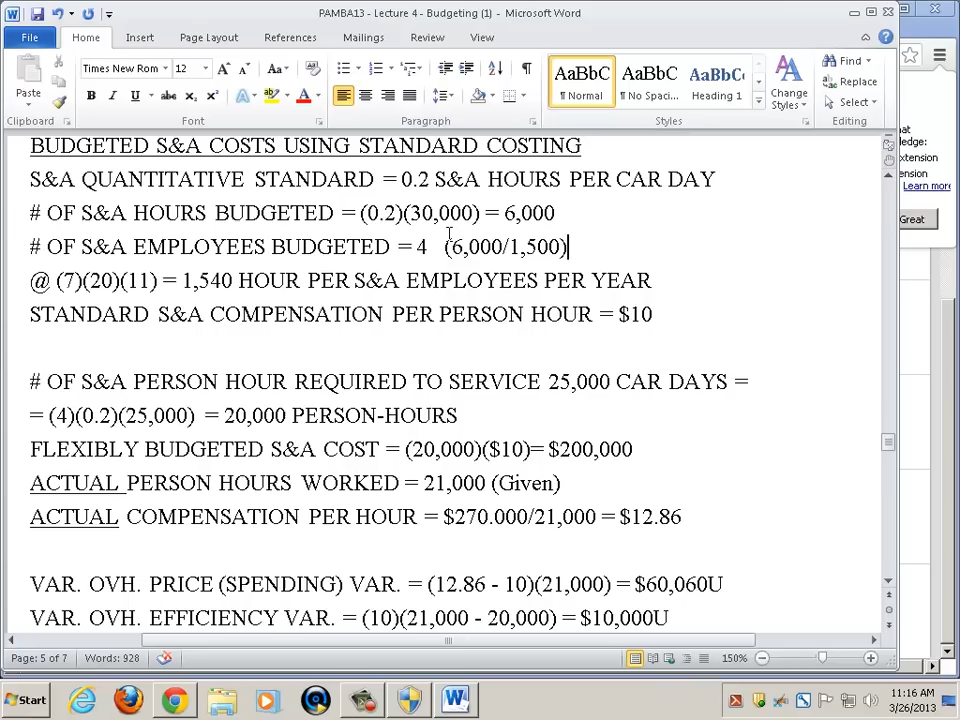 PAMBA13 - Lecture 4 - Budgeting (1) - Microsoft Word
File Home Insert Page Layout References Mailings Review View
Paste
Times New Rom 12
AaBbC AaBbC AaBbC
¶ Normal ¶ No Spaci... Heading 1
Change Styles
Find
Replace
Select
Clipboard Font Paragraph Styles Editing
BUDGETED S&A COSTS USING STANDARD COSTING
S&A QUANTITATIVE STANDARD = 0.2 S&A HOURS PER CAR DAY
# OF S&A HOURS BUDGETED = (0.2)(30,000) = 6,000
# OF S&A EMPLOYEES BUDGETED = 4 (6,000/1,500)
@ (7)(20)(11) = 1,540 HOUR PER S&A EMPLOYEES PER YEAR
STANDARD S&A COMPENSATION PER PERSON HOUR = $10
# OF S&A PERSON HOUR REQUIRED TO SERVICE 25,000 CAR DAYS =
= (4)(0.2)(25,000) = 20,000 PERSON-HOURS
FLEXIBLY BUDGETED S&A COST = (20,000)($10)= $200,000
ACTUAL PERSON HOURS WORKED = 21,000 (Given)
ACTUAL COMPENSATION PER HOUR = $270.000/21,000 = $12.86
VAR. OVH. PRICE (SPENDING) VAR. = (12.86 - 10)(21,000) = $60,060U
VAR. OVH. EFFICIENCY VAR. = (10)(21,000 - 20,000) = $10,000U
hat
extension
Learn more
Great
Page: 5 of 7 Words: 928 150%
Start
11:16 AM
3/26/2013